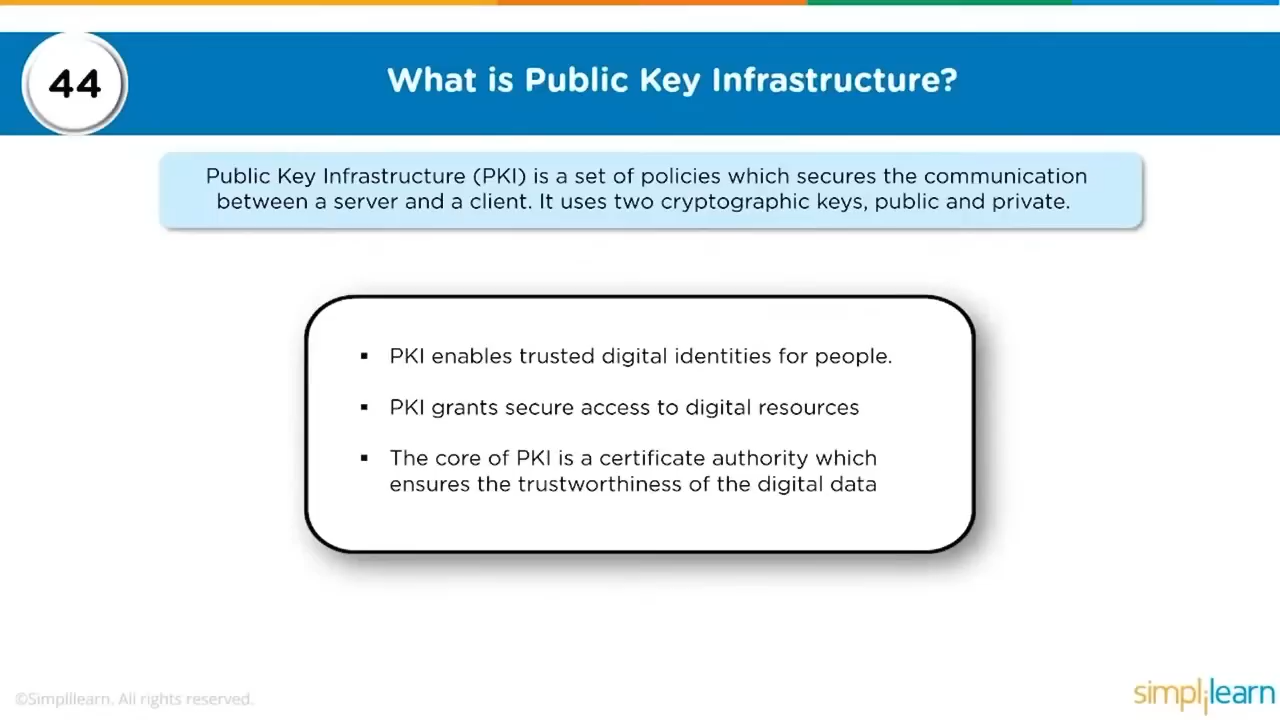 44
What is Public Key Infrastructure?
Public Key Infrastructure (PKI) is a set of policies which secures the communication
between a server and a client. It uses two cryptographic keys, public and private.
▪ PKI enables trusted digital identities for people.
▪ PKI grants secure access to digital resources
▪ The core of PKI is a certificate authority which
ensures the trustworthiness of the digital data
©Simplilearn. All rights reserved.
simplilearn